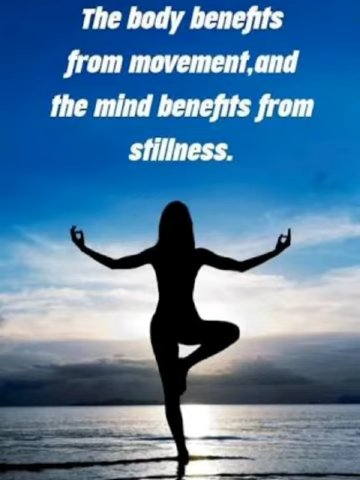 The body benefits
from movement,and
the mind benefits from
stillness.